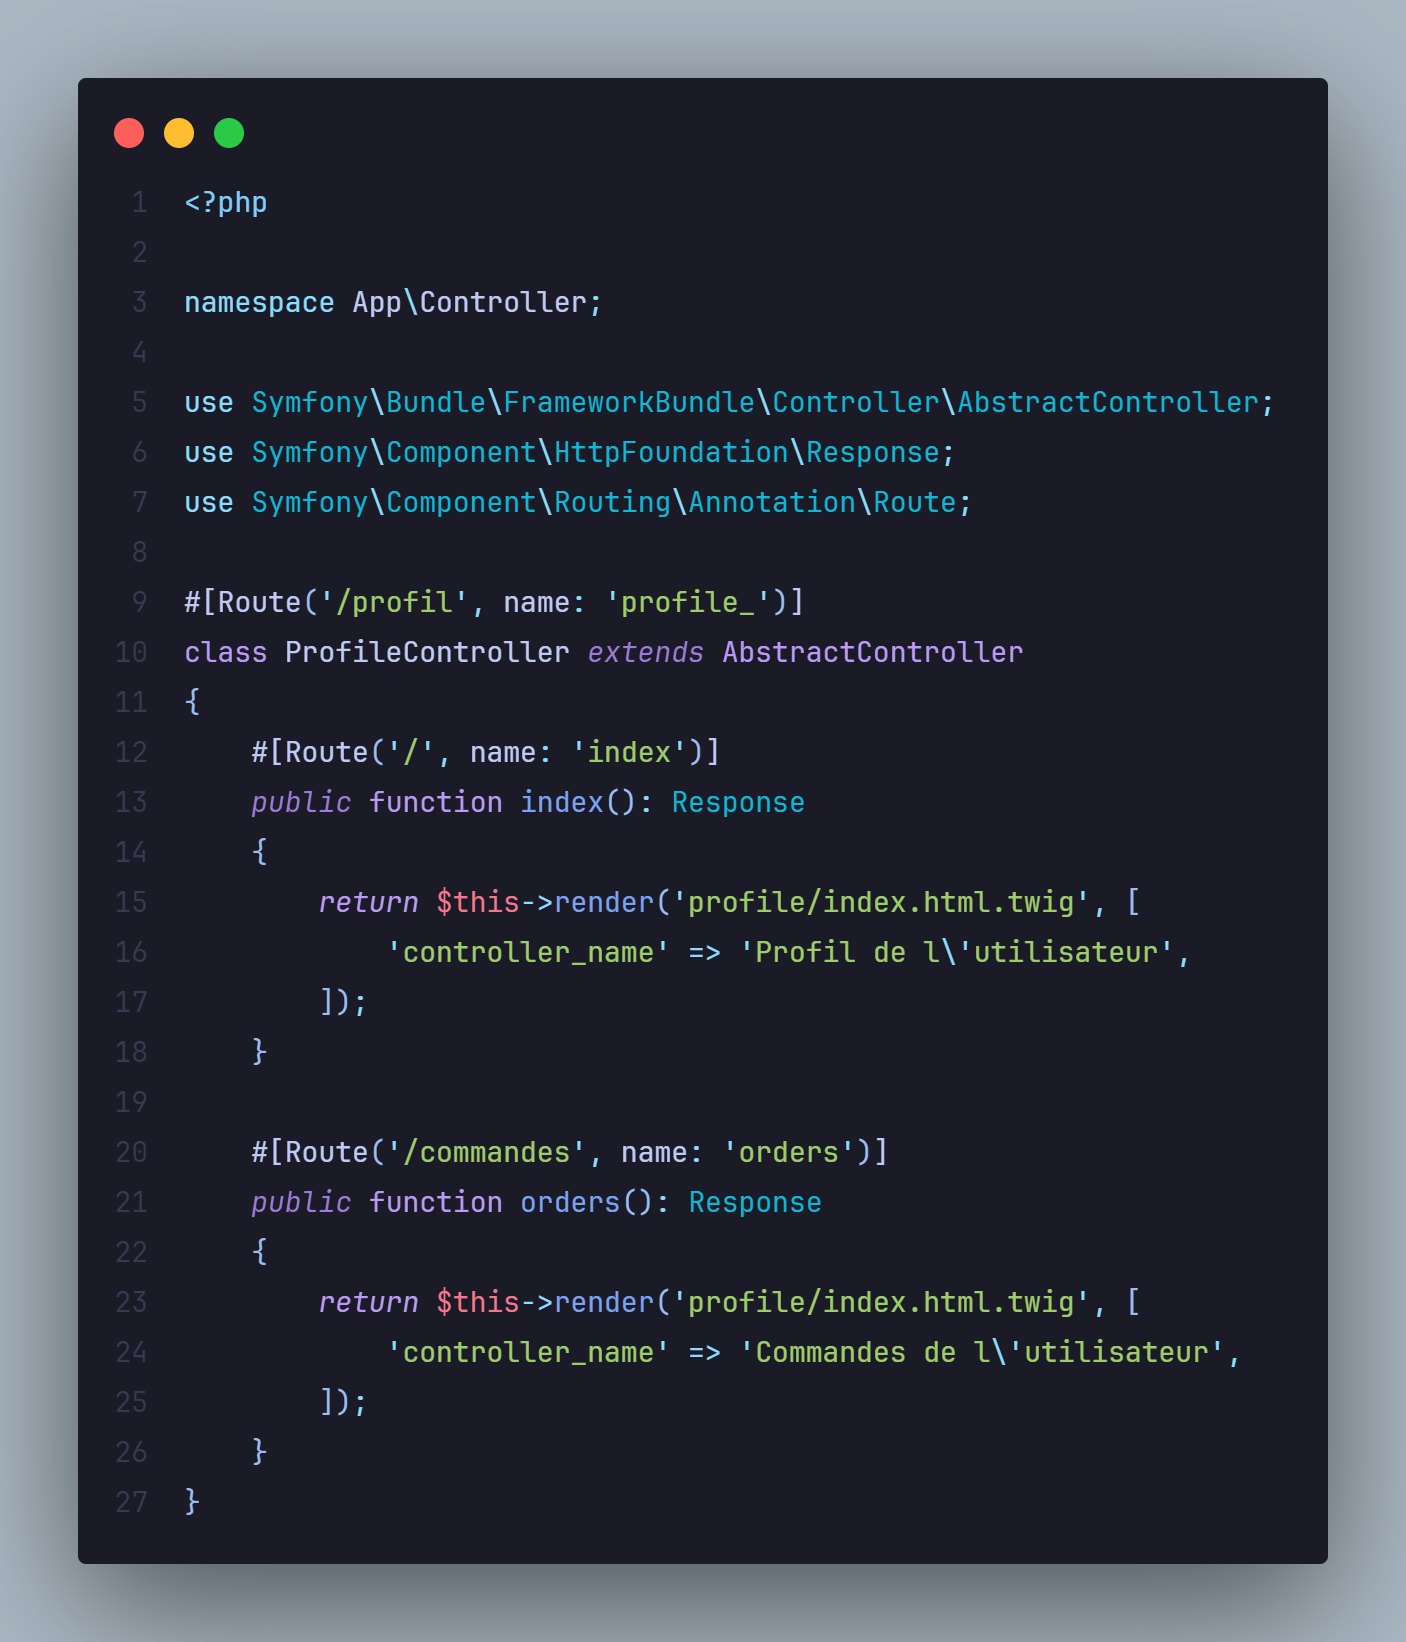 1 <?php
2
3 namespace App\Controller;
4
5 use Symfony\Bundle\FrameworkBundle\Controller\AbstractController;
6 use Symfony\Component\HttpFoundation\Response;
7 use Symfony\Component\Routing\Annotation\Route;
8
9 #[Route('/profil', name: 'profile_')]
10 class ProfileController extends AbstractController
11 {
12     #[Route('/', name: 'index')]
13     public function index(): Response
14     {
15         return $this->render('profile/index.html.twig', [
16             'controller_name' => 'Profil de l\'utilisateur',
17         ]);
18     }
19
20     #[Route('/commandes', name: 'orders')]
21     public function orders(): Response
22     {
23         return $this->render('profile/index.html.twig', [
24             'controller_name' => 'Commandes de l\'utilisateur',
25         ]);
26     }
27 }